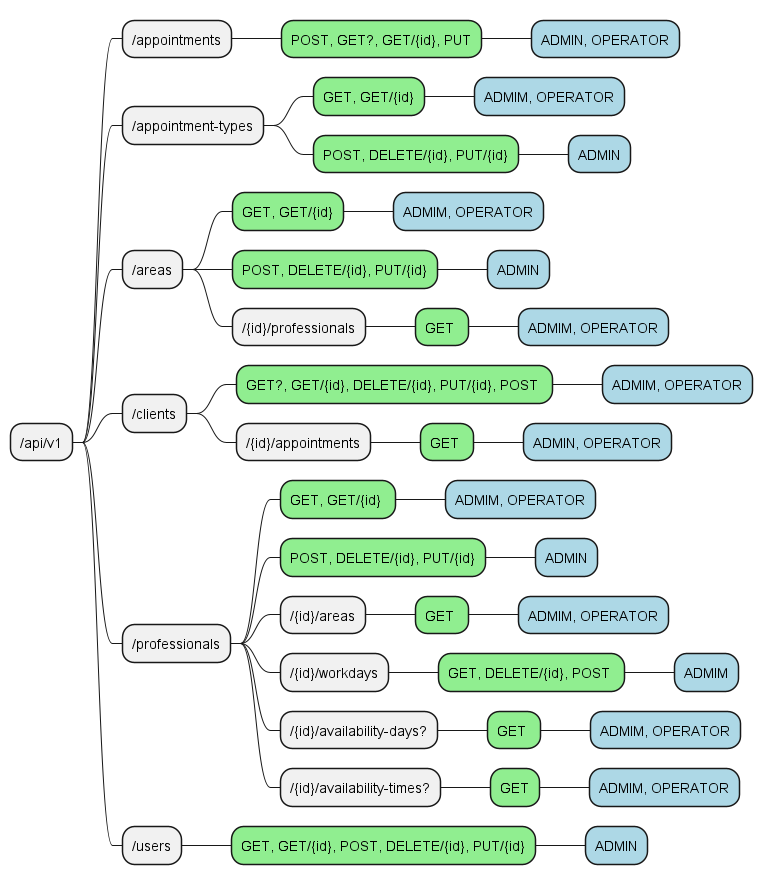 /appointments
POST, GET?, GET/{id}, PUT
ADMIN, OPERATOR
/appointment-types
GET, GET/{id}
ADMIM, OPERATOR
POST, DELETE/{id}, PUT/{id}
ADMIN
/areas
GET, GET/{id}
ADMIM, OPERATOR
POST, DELETE/{id}, PUT/{id}
ADMIN
/{id}/professionals
GET
ADMIM, OPERATOR
/api/v1
/clients
GET?, GET/{id}, DELETE/{id}, PUT/{id}, POST
ADMIM, OPERATOR
/{id}/appointments
GET
ADMIN, OPERATOR
/professionals
GET, GET/{id}
ADMIM, OPERATOR
POST, DELETE/{id}, PUT/{id}
ADMIN
/{id}/areas
GET
ADMIM, OPERATOR
/{id}/workdays
GET, DELETE/{id}, POST
ADMIM
/{id}/availability-days?
GET
ADMIM, OPERATOR
/{id}/availability-times?
GET
ADMIM, OPERATOR
/users
GET, GET/{id}, POST, DELETE/{id}, PUT/{id}
ADMIN